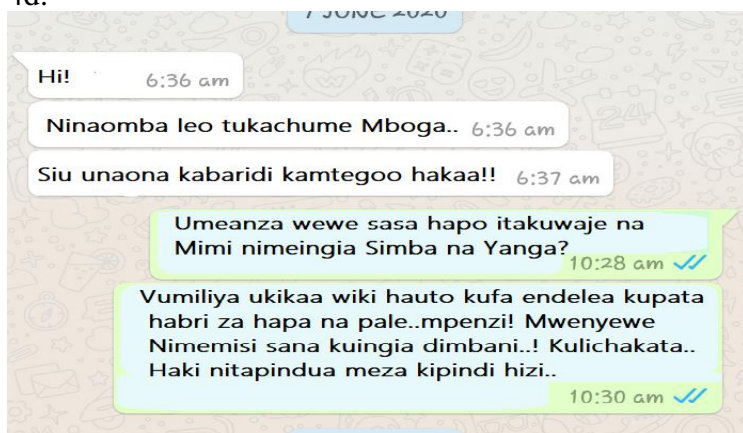 7 JUNE 2020
Hi!
6:36 am
Ninaomba leo tukachume Mboga.. 6:36 am
Siu unaona kabaridi kamtegoo hakaa!! 6:37 am
Umeanza wewe sasa hapo itakuwaje na
Mimi nimeingia Simba na Yanga?
10:28 am
Vumiliya ukikaa wiki hauto kufa endelea kupata
habri za hapa na pale..mpenzi! Mwenyewe
Nimemisi sana kuingia dimbani..! Kulichakata..
Haki nitapindua meza kipindi hizi..
10:30 am